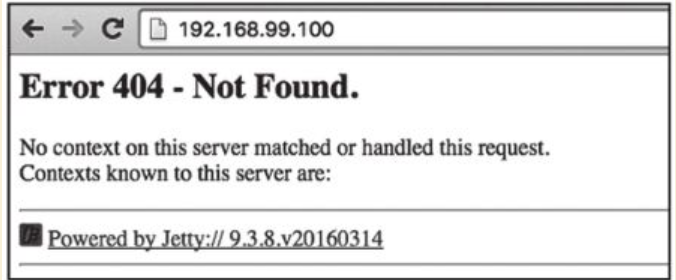 192.168.99.100
Error 404 - Not Found.
No context on this server matched or handled this request.
Contexts known to this server are:
Powered by Jetty:// 9.3.8.v20160314